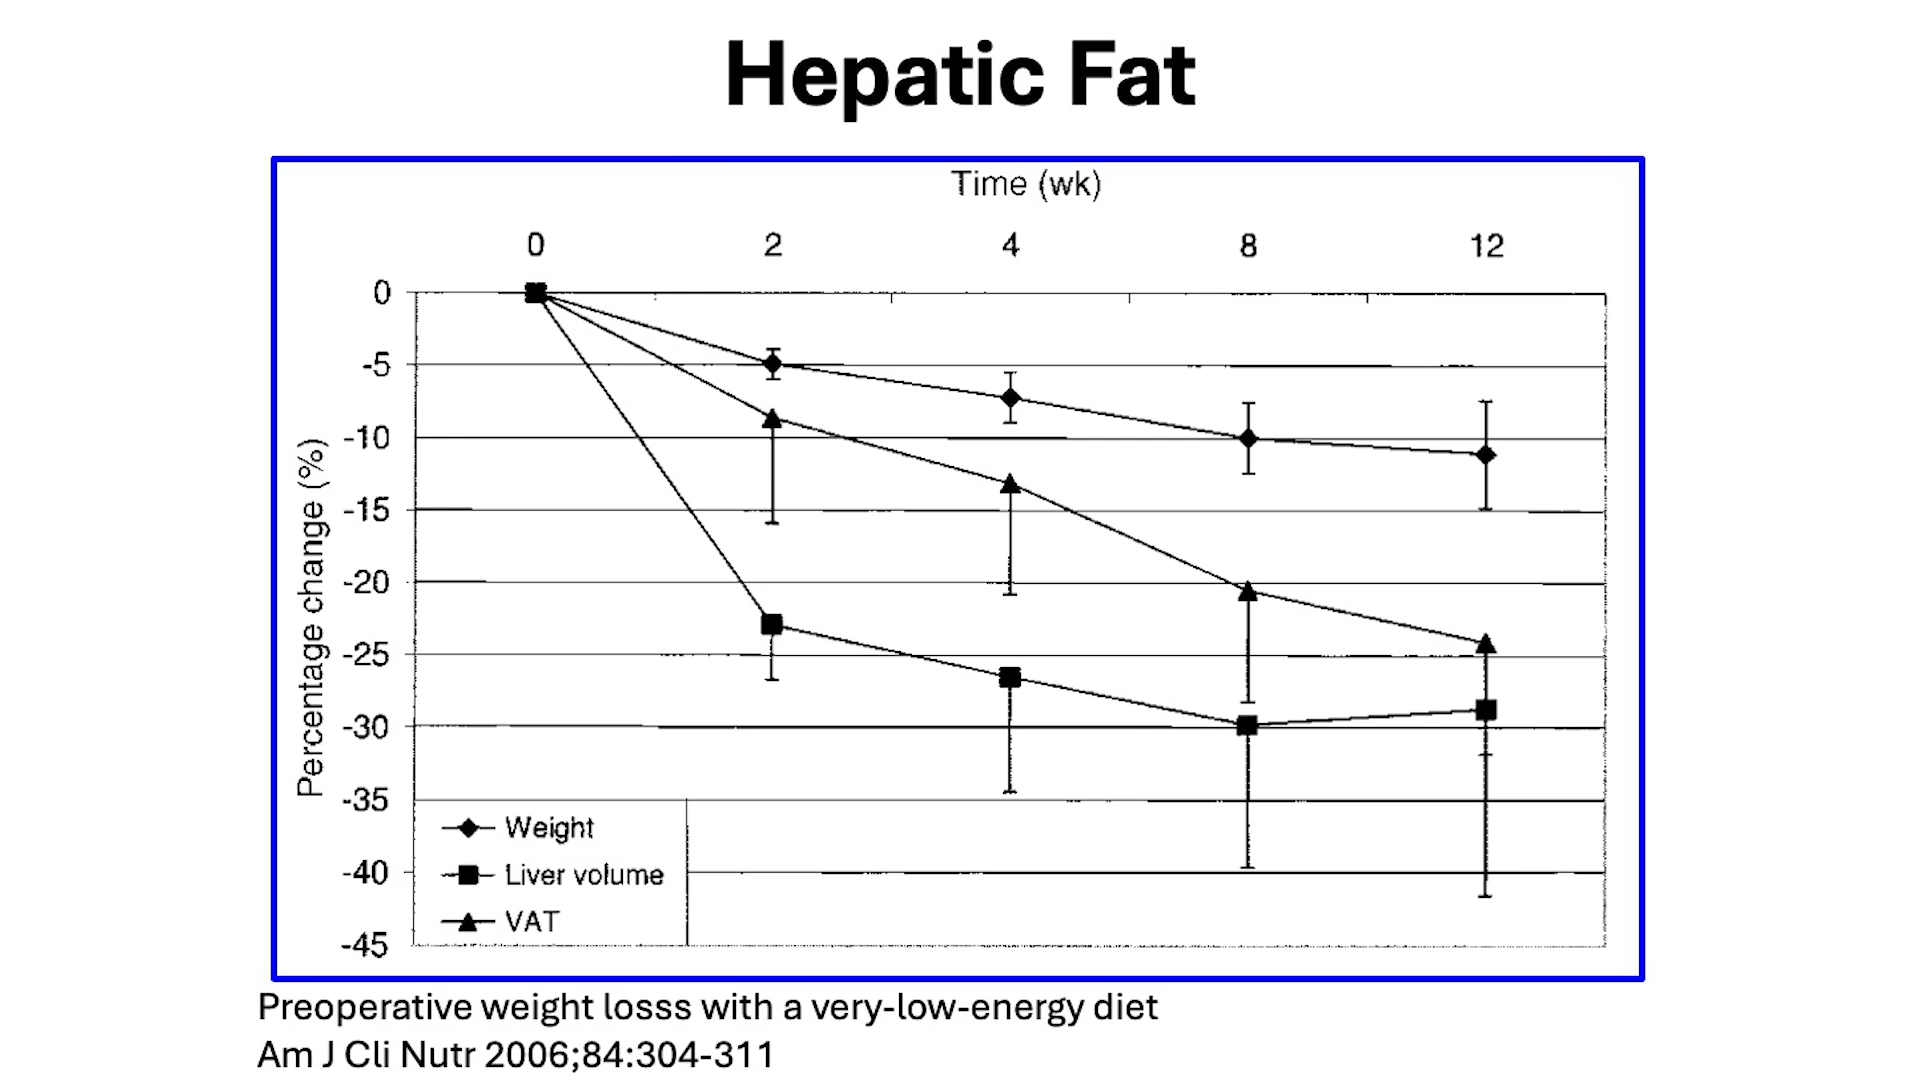 Hepatic Fat
Time (wk)
0 2 4 8 12
0
-5
-10
-15
-20
-25
-30
-35
-40
-45
Percentage change (%)
Weight
Liver volume
VAT
Preoperative weight losss with a very-low-energy diet
Am J Cli Nutr 2006;84:304-311